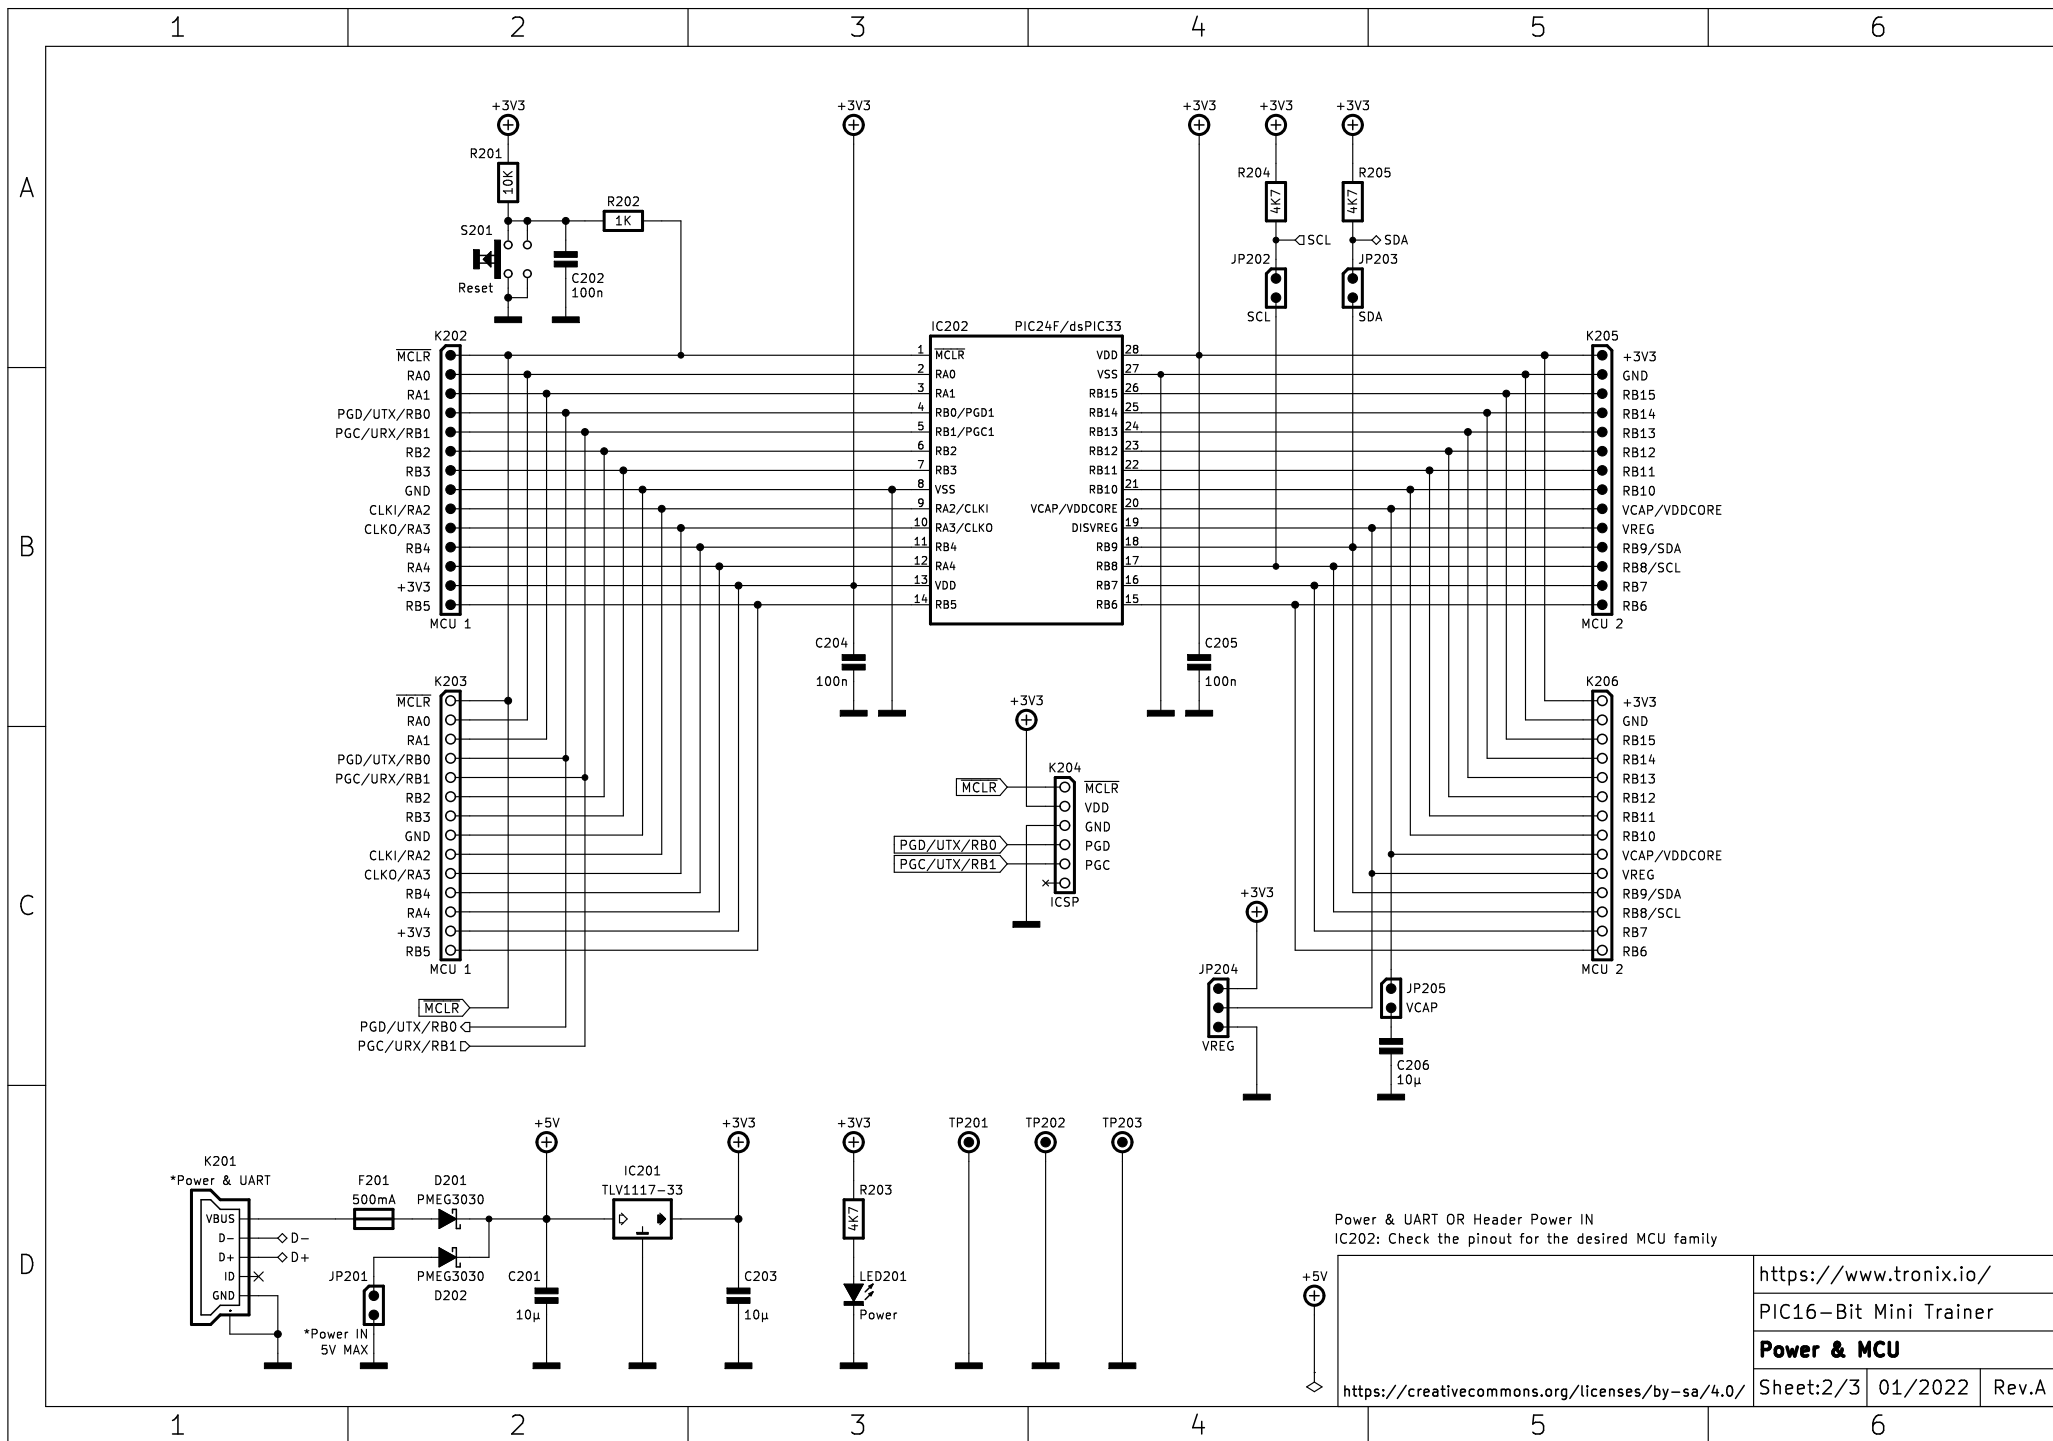 1 2 3 4 5 6
A
B
C
D
+3V3
R201
10K
R202
1K
S201
Reset
C202
100n
+3V3
+3V3
+3V3
+3V3
R204
4K7
R205
4K7
SCL
SDA
JP202
SCL
JP203
SDA
K202
MCLR
RA0
RA1
PGD/UTX/RB0
PGC/URX/RB1
RB2
RB3
GND
CLKI/RA2
CLKO/RA3
RB4
RA4
+3V3
RB5
MCU 1
IC202 PIC24F/dsPIC33
1 MCLR VDD 28
2 RA0 VSS 27
3 RA1 RB15 26
4 RB0/PGD1 RB14 25
5 RB1/PGC1 RB13 24
6 RB2 RB12 23
7 RB3 RB11 22
8 VSS RB10 21
9 RA2/CLKI VCAP/VDDCORE 20
10 RA3/CLKO DISVREG 19
11 RB4 RB9 18
12 RA4 RB8 17
13 VDD RB7 16
14 RB5 RB6 15
K205
+3V3
GND
RB15
RB14
RB13
RB12
RB11
RB10
VCAP/VDDCORE
VREG
RB9/SDA
RB8/SCL
RB7
RB6
MCU 2
C204
100n
C205
100n
K203
MCLR
RA0
RA1
PGD/UTX/RB0
PGC/URX/RB1
RB2
RB3
GND
CLKI/RA2
CLKO/RA3
RB4
RA4
+3V3
RB5
MCU 1
MCLR
PGD/UTX/RB0
PGC/URX/RB1
+3V3
K204
MCLR MCLR
VDD
GND
PGD/UTX/RB0 PGD
PGC/UTX/RB1 PGC
ICSP
K206
+3V3
GND
RB15
RB14
RB13
RB12
RB11
RB10
VCAP/VDDCORE
VREG
RB9/SDA
RB8/SCL
RB7
RB6
MCU 2
+3V3
JP204
VREG
JP205
VCAP
C206
10µ
K201
*Power & UART
VBUS
D- D-
D+ D+
ID
GND
F201
500mA
D201
PMEG3030
PMEG3030
D202
JP201
*Power IN
5V MAX
+5V
C201
10µ
IC201
TLV1117-33
+3V3
C203
10µ
+3V3
R203
4K7
LED201
Power
TP201
TP202
TP203
Power & UART OR Header Power IN
IC202: Check the pinout for the desired MCU family
+5V
https://creativecommons.org/licenses/by-sa/4.0/
https://www.tronix.io/
PIC16-Bit Mini Trainer
Power & MCU
Sheet:2/3 01/2022 Rev.A
1 2 3 4 5 6